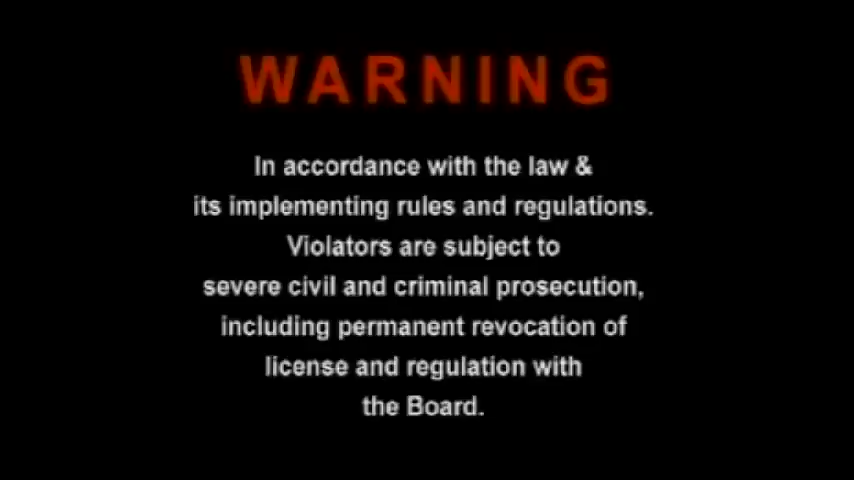 WARNING
In accordance with the law &
its implementing rules and regulations.
Violators are subject to
severe civil and criminal prosecution,
including permanent revocation of
license and regulation with
the Board.